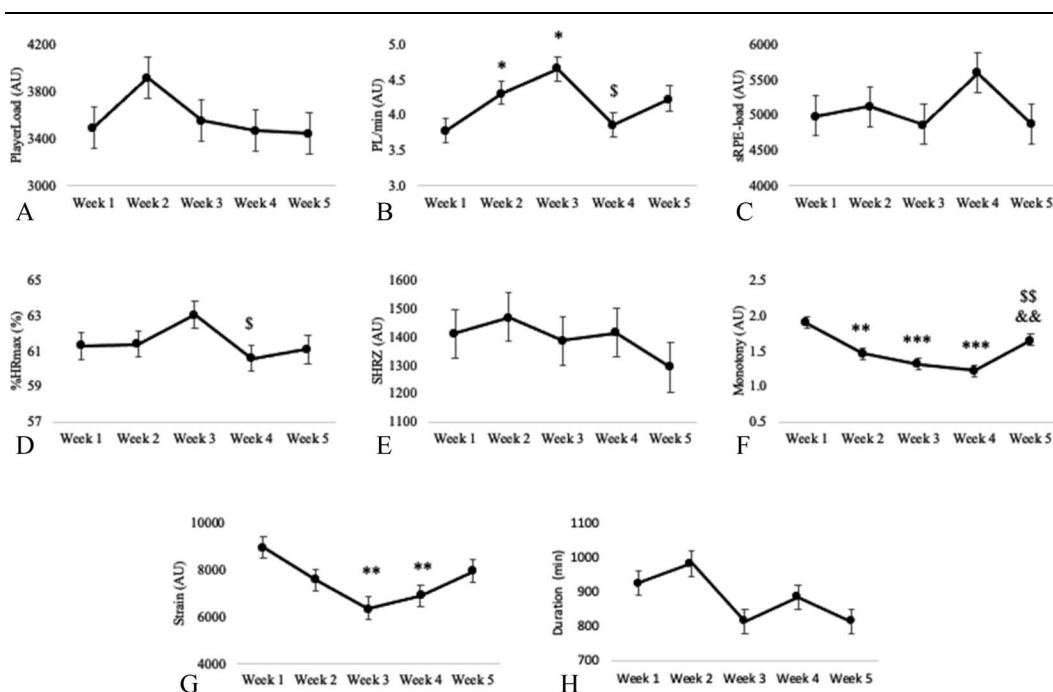 4200
3800
3400
3000
PlayerLoad (AU)
Week 1 Week 2 Week 3 Week 4 Week 5
A
5.0
4.5
4.0
3.5
3.0
PL/min (AU)
* * $
Week 1 Week 2 Week 3 Week 4 Week 5
B
6000
5500
5000
4500
4000
sRPE-load (AU)
Week 1 Week 2 Week 3 Week 4 Week 5
C
65
63
61
59
57
%HRmax (%)
$
Week 1 Week 2 Week 3 Week 4 Week 5
D
1600
1500
1400
1300
1200
1100
SHRZ (AU)
Week 1 Week 2 Week 3 Week 4 Week 5
E
2.5
2.0
1.5
1.0
0.5
Monotony (AU)
$$
&&
** *** ***
Week 1 Week 2 Week 3 Week 4 Week 5
F
10000
8000
6000
4000
Strain (AU)
** **
Week 1 Week 2 Week 3 Week 4 Week 5
G
1100
1000
900
800
700
Duration (min)
Week 1 Week 2 Week 3 Week 4 Week 5
H